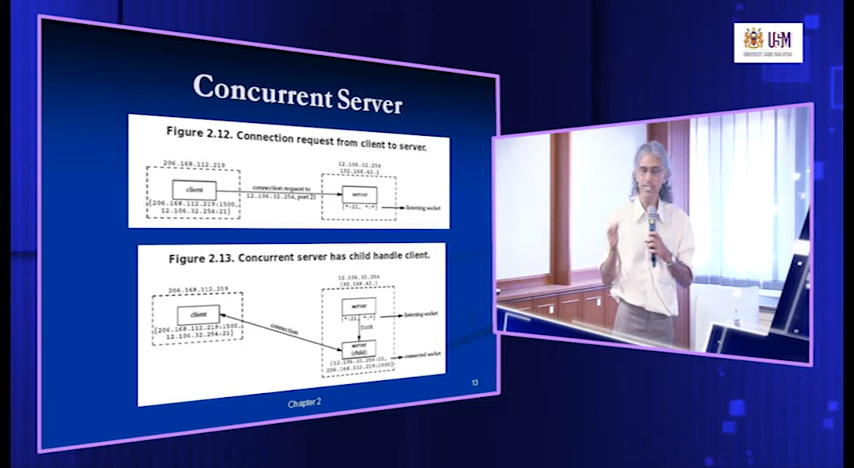 Concurrent Server
Figure 2.12. Connection request from client to server.
206.168.112.219
12.106.32.254
192.168.42.1
client
connection request to
12.106.32.254, port 21
server
{*:21, *:*}
listening socket
{206.168.112.219:1500,
12.106.32.254:21}
Figure 2.13. Concurrent server has child handle client.
206.168.112.219
12.106.32.254
192.168.42.1
client
{206.168.112.219:1500,
12.106.32.254:21}
connection
server
{*:21, *:*}
listening socket
fork
server
(child)
{12.106.32.254:21,
206.168.112.219:1500}
connected socket
Chapter 2
13
USM
UNIVERSITI SAINS MALAYSIA